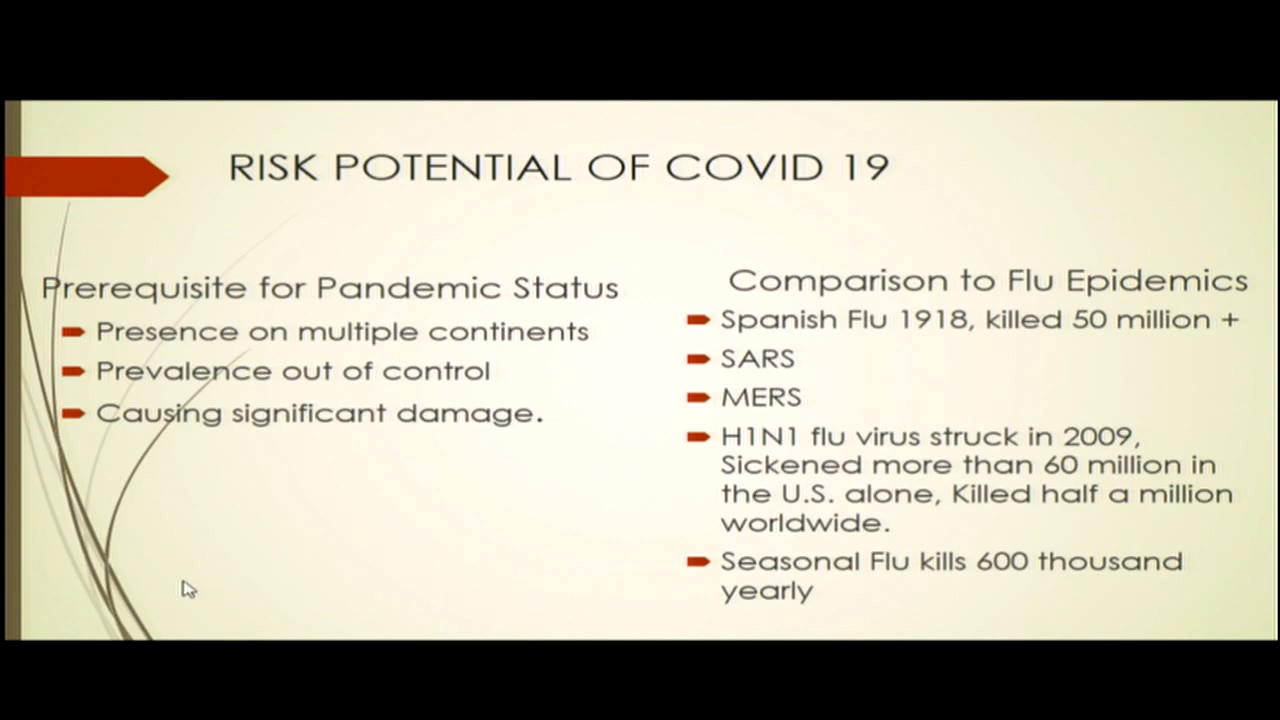 RISK POTENTIAL OF COVID 19
Prerequisite for Pandemic Status
Presence on multiple continents
Prevalence out of control
Causing significant damage.
Comparison to Flu Epidemics
Spanish Flu 1918, killed 50 million +
SARS
MERS
H1N1 flu virus struck in 2009,
Sickened more than 60 million in
the U.S. alone, Killed half a million
worldwide.
Seasonal Flu kills 600 thousand
yearly